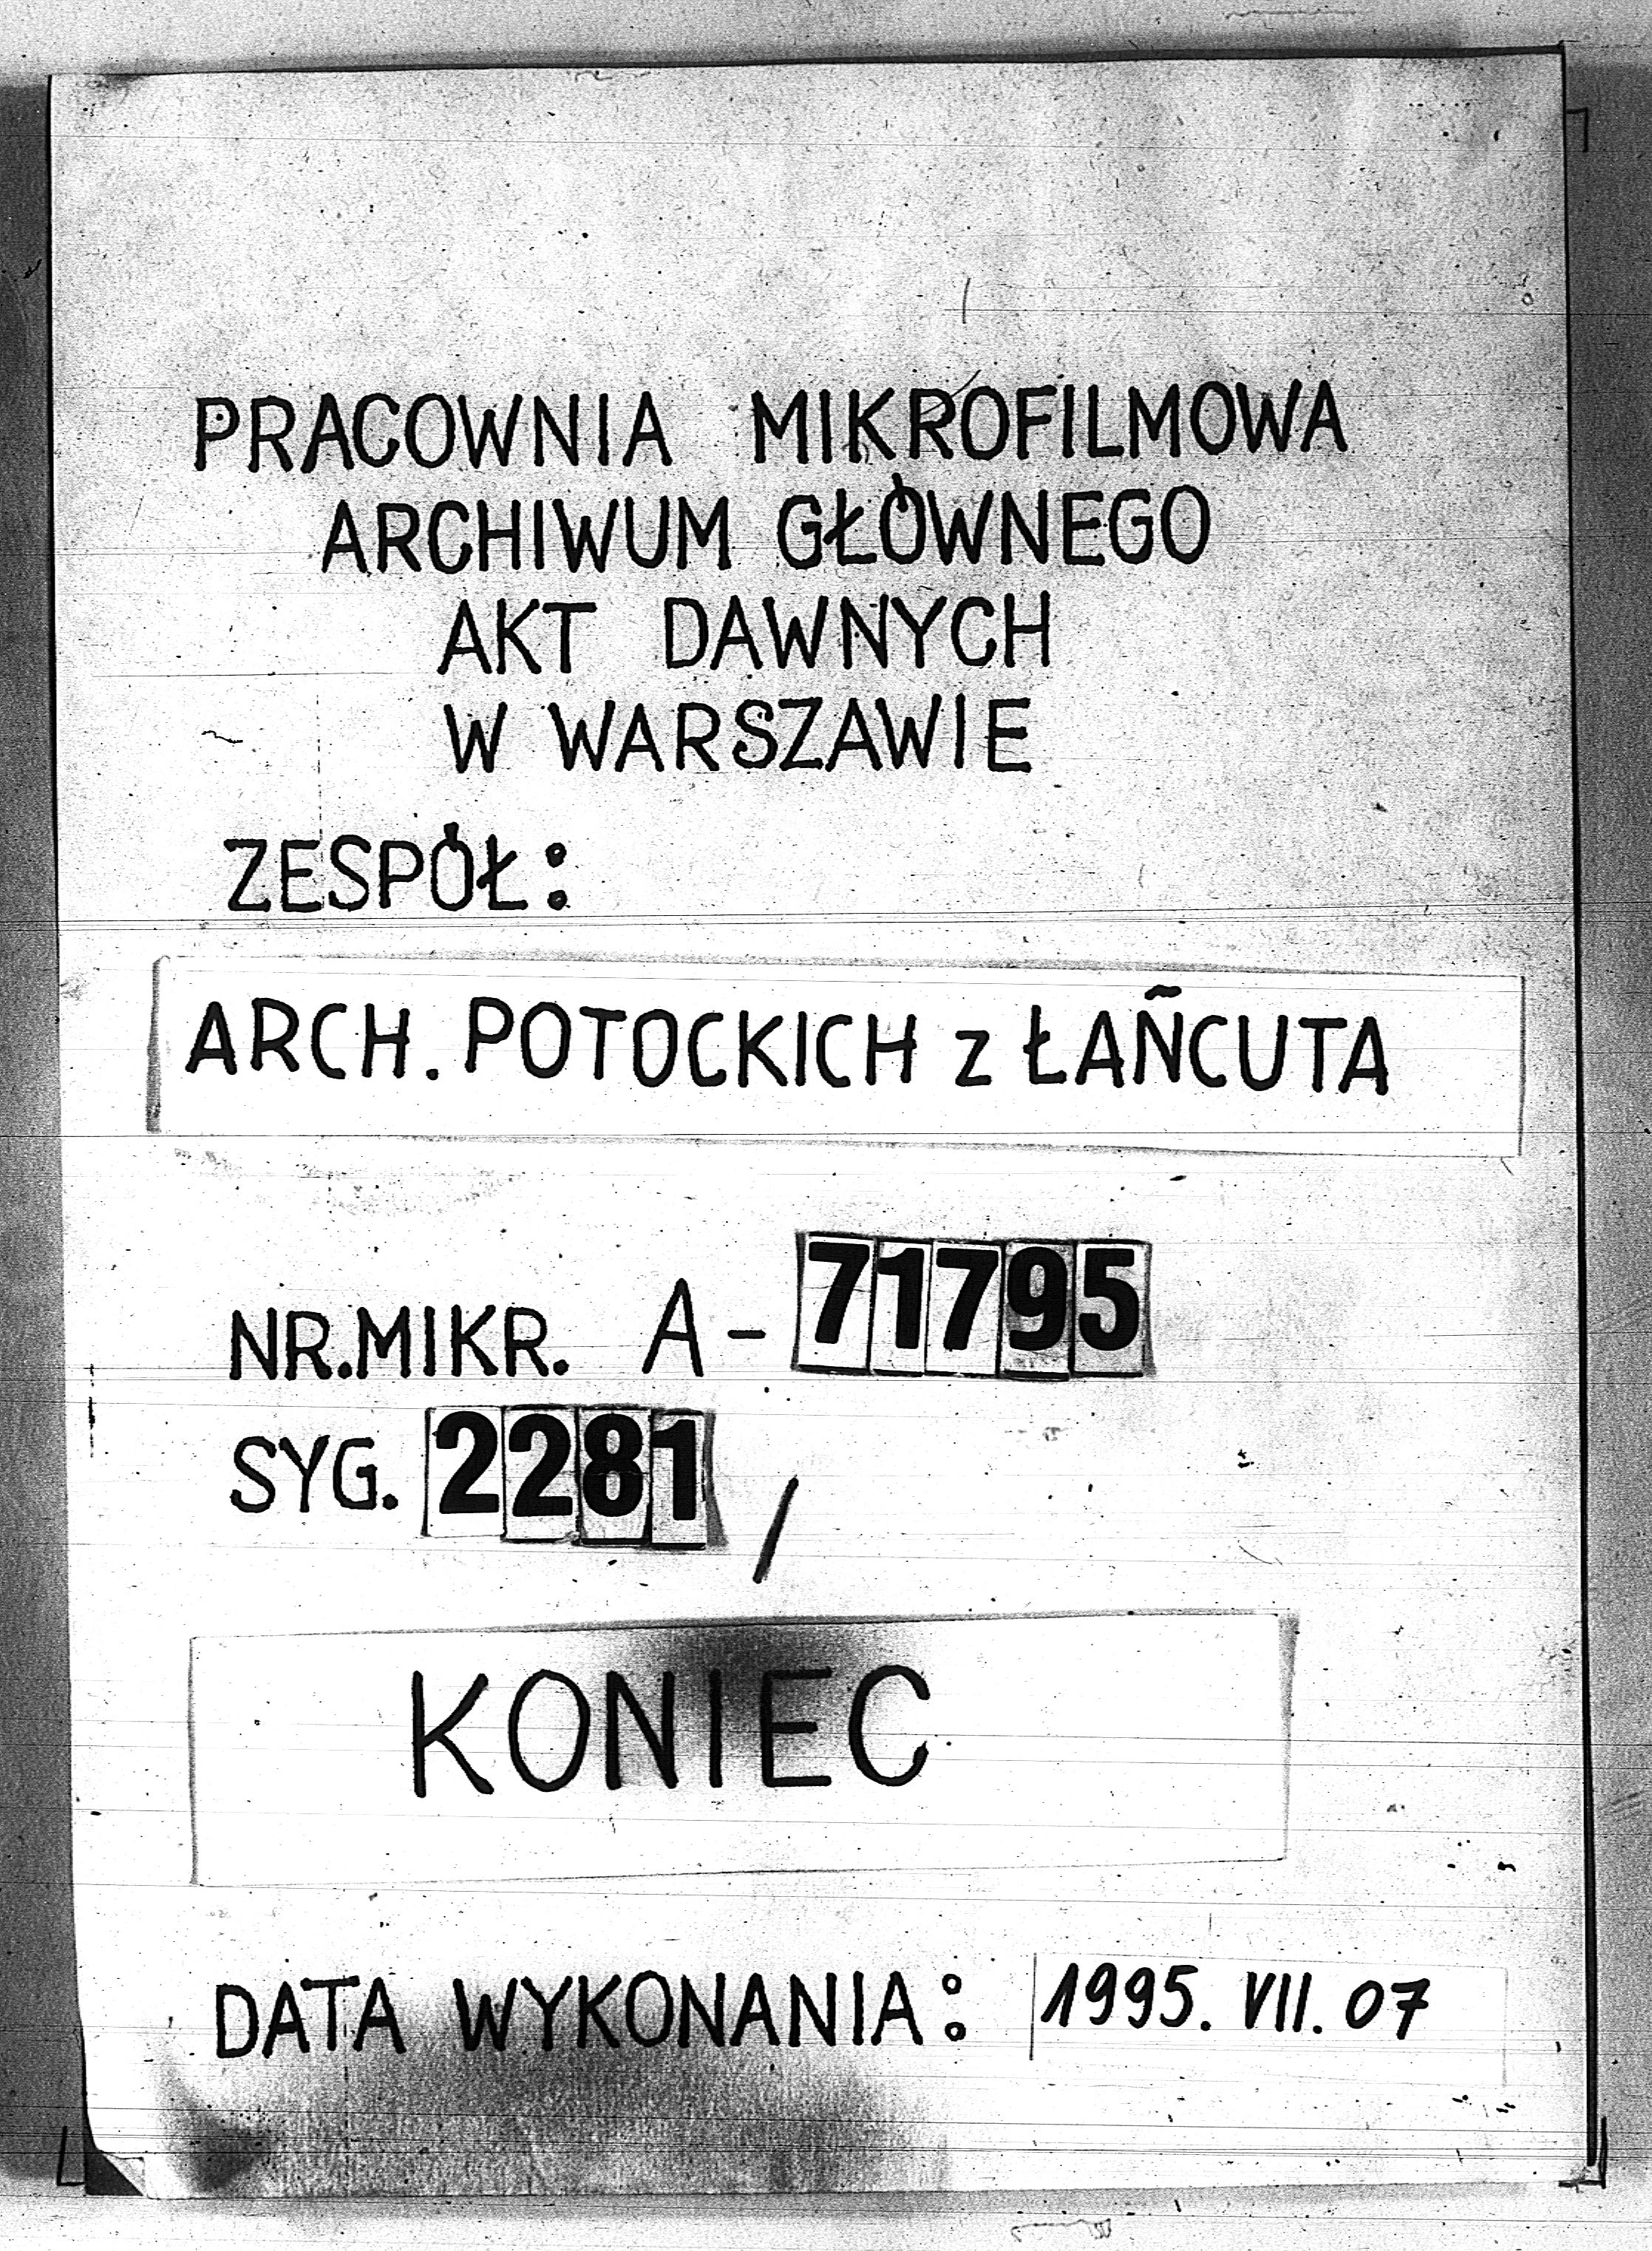 PRACOWNIA MIKROFILMOWA
ARCHIWUM GŁÓWNEGO
AKT DAWNYCH
W WARSZAWIE
ZESPÓŁ:
ARCH. POTOCKICH z ŁAŃCUTA
NR.MIKR. A-71795
SYG. 2281/
KONIEC
DATA WYKONANIA: 1995. VII. 07